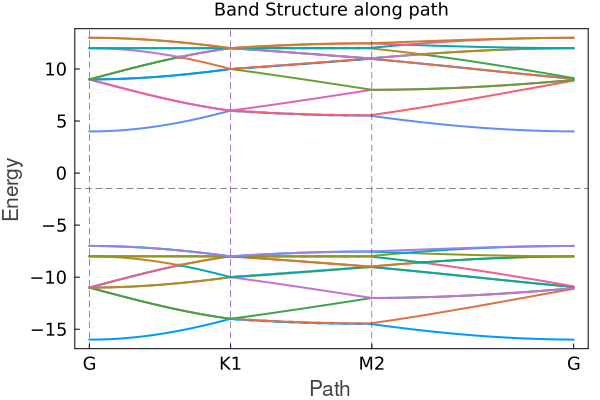 Band Structure along path
Energy
10
5
0
−5
−10
−15
G K1 M2 G
Path